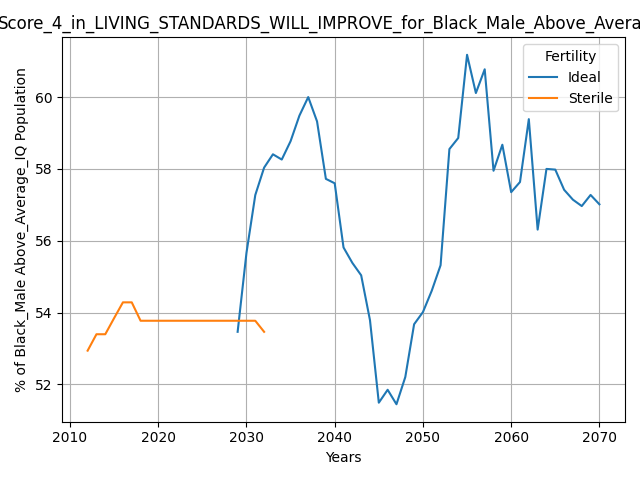 Score_4_in_LIVING_STANDARDS_WILL_IMPROVE_for_Black_Male_Above_Avera
% of Black_Male Above_Average_IQ Population
60
58
56
54
52
Fertility
Ideal
Sterile
2010 2020 2030 2040 2050 2060 2070
Years